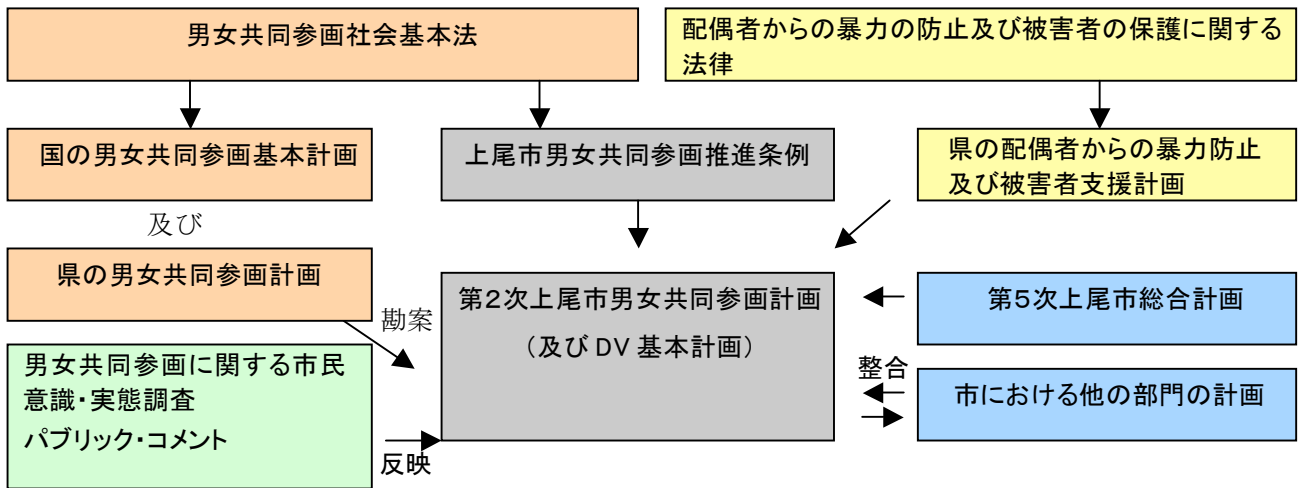 男女共同参画社会基本法
配偶者からの暴力の防止及び被害者の保護に関する
法律
国の男女共同参画基本計画
上尾市男女共同参画推進条例
県の配偶者からの暴力防止
及び被害者支援計画
及び
県の男女共同参画計画
勘案
第2次上尾市男女共同参画計画
（及び DV 基本計画）
第5次上尾市総合計画
整合
市における他の部門の計画
男女共同参画に関する市民
意識・実態調査
パブリック・コメント
反映